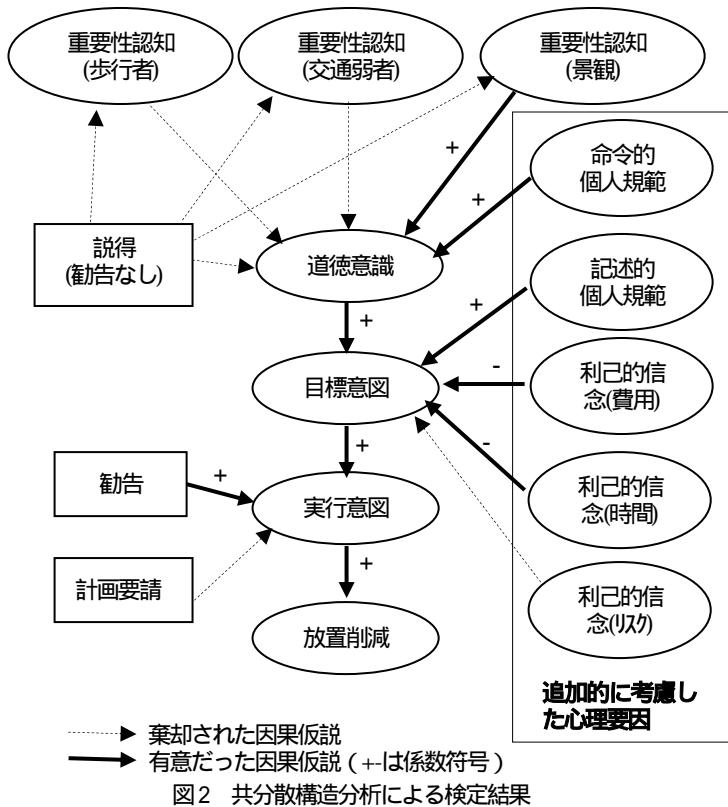 重要性認知
(歩行者)
重要性認知
(交通弱者)
重要性認知
(景観)
+
命令的
個人規範
+
説得
(勧告なし)
道徳意識
記述的
個人規範
+
+
目標意図
-
利己的信
念(費用)
-
+
勧告
+
実行意図
利己的信
念(時間)
計画要請
+
放置削減
利己的信
念(リスク)
追加的に考慮し
た心理要因
棄却された因果仮説
有意だった因果仮説(+-は係数符号)
図2 共分散構造分析による検定結果